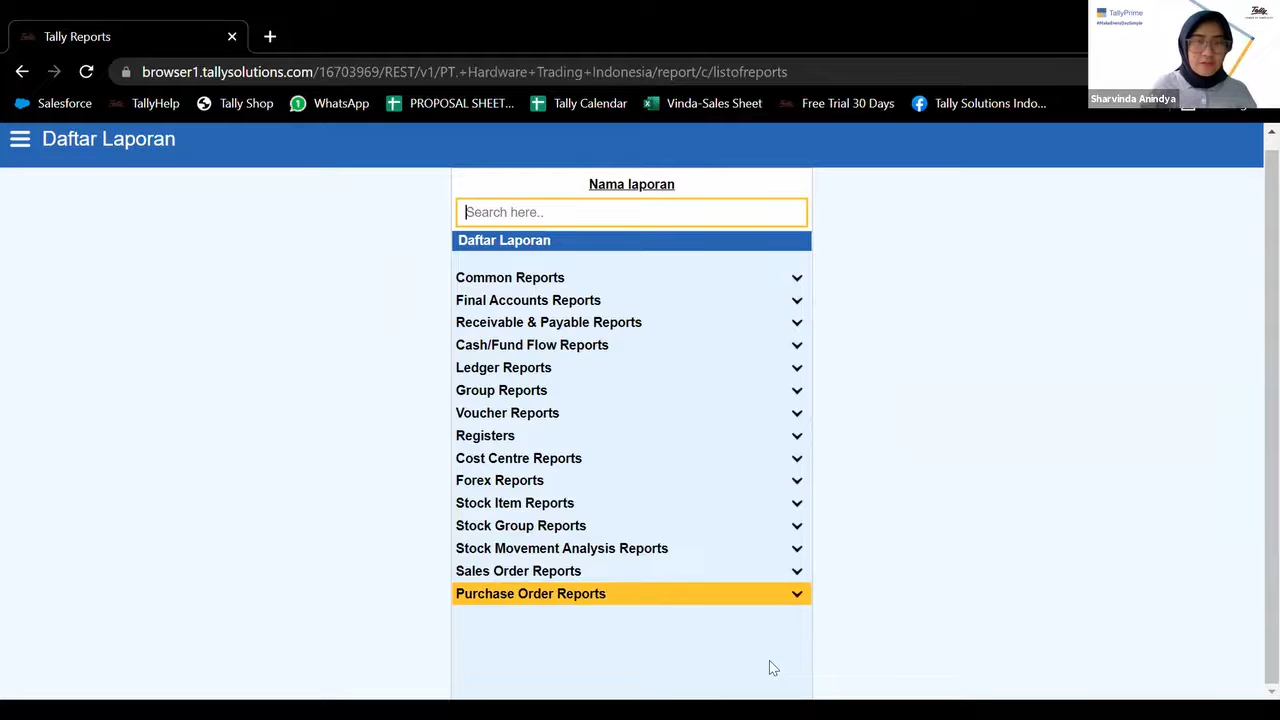 Tally Reports
browser1.tallysolutions.com/16703969/REST/v1/PT.+Hardware+Trading+Indonesia/report/c/listofreports
Salesforce
TallyHelp
Tally Shop
WhatsApp
PROPOSAL SHEET...
Tally Calendar
Vinda-Sales Sheet
Free Trial 30 Days
Tally Solutions Indo...
TallyPrime
Tally
Sharvinda Anindya
Daftar Laporan
Nama laporan
Search here..
Daftar Laporan
Common Reports
Final Accounts Reports
Receivable & Payable Reports
Cash/Fund Flow Reports
Ledger Reports
Group Reports
Voucher Reports
Registers
Cost Centre Reports
Forex Reports
Stock Item Reports
Stock Group Reports
Stock Movement Analysis Reports
Sales Order Reports
Purchase Order Reports